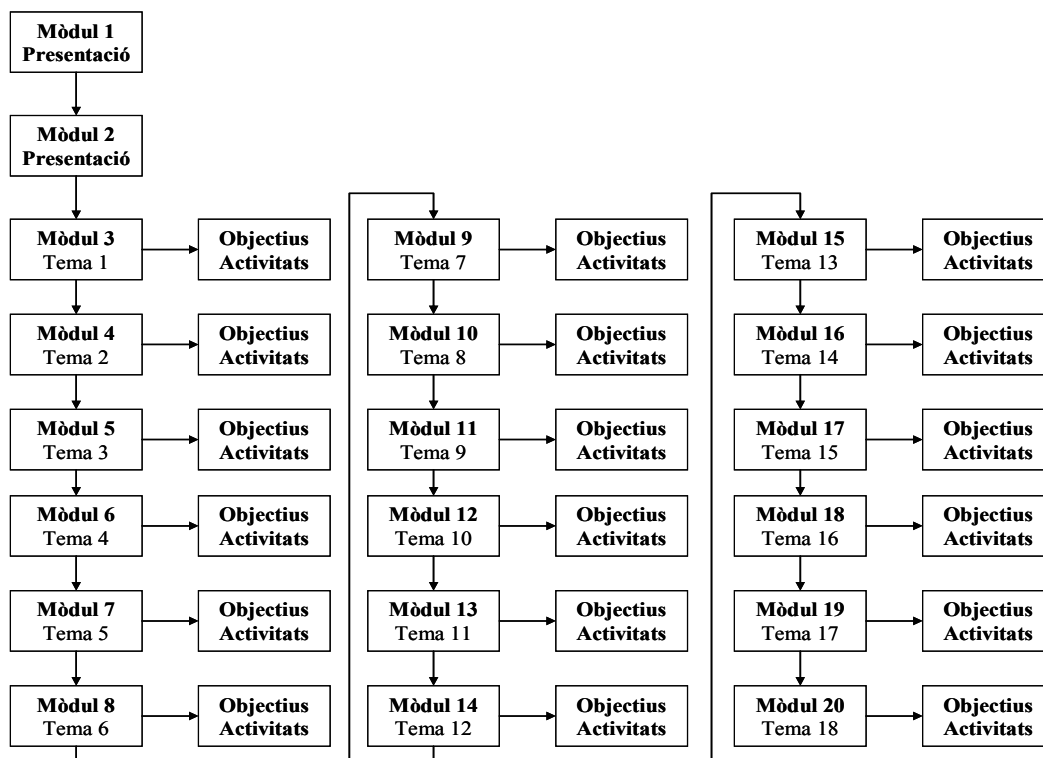 Mòdul 1
Presentació
Mòdul 2
Presentació
Mòdul 3
Tema 1
Objectius
Activitats
Mòdul 4
Tema 2
Objectius
Activitats
Mòdul 5
Tema 3
Objectius
Activitats
Mòdul 6
Tema 4
Objectius
Activitats
Mòdul 7
Tema 5
Objectius
Activitats
Mòdul 8
Tema 6
Objectius
Activitats
Mòdul 9
Tema 7
Objectius
Activitats
Mòdul 10
Tema 8
Objectius
Activitats
Mòdul 11
Tema 9
Objectius
Activitats
Mòdul 12
Tema 10
Objectius
Activitats
Mòdul 13
Tema 11
Objectius
Activitats
Mòdul 14
Tema 12
Objectius
Activitats
Mòdul 15
Tema 13
Objectius
Activitats
Mòdul 16
Tema 14
Objectius
Activitats
Mòdul 17
Tema 15
Objectius
Activitats
Mòdul 18
Tema 16
Objectius
Activitats
Mòdul 19
Tema 17
Objectius
Activitats
Mòdul 20
Tema 18
Objectius
Activitats